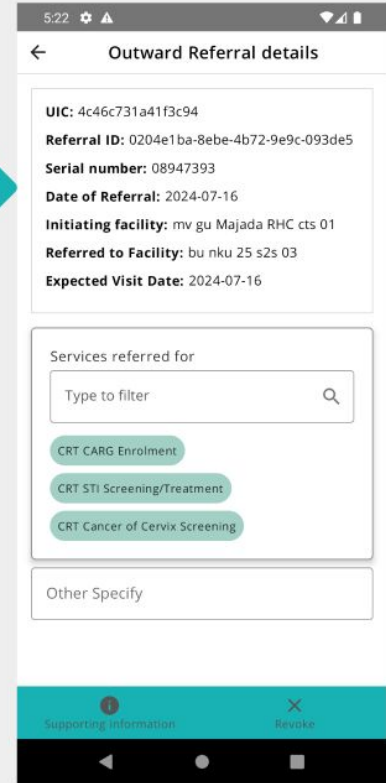 5:22
Outward Referral details
UIC: 4c46c731a41f3c94
Referral ID: 0204e1ba-8ebe-4b72-9e9c-093de5
Serial number: 08947393
Date of Referral: 2024-07-16
Initiating facility: mv gu Majada RHC cts 01
Referred to Facility: bu nku 25 s2s 03
Expected Visit Date: 2024-07-16
Services referred for
Type to filter
CRT CARG Enrolment
CRT STI Screening/Treatment
CRT Cancer of Cervix Screening
Other Specify
Supporting information
Revoke